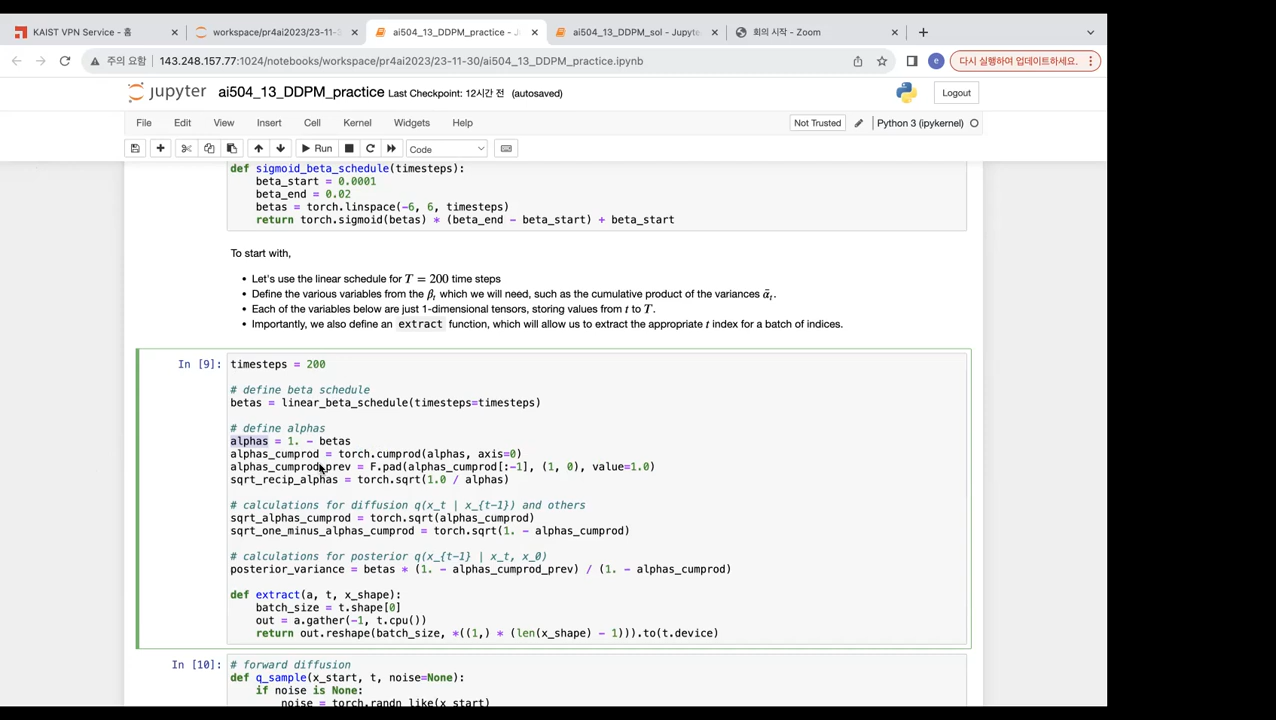 KAIST VPN Service - 홈
workspace/pr4ai2023/23-11-3
ai504_13_DDPM_practice - J
ai504_13_DDPM_sol - Jupyte
회의 시작 - Zoom
주의 요함
143.248.157.77:1024/notebooks/workspace/pr4ai2023/23-11-30/ai504_13_DDPM_practice.ipynb
e
다시 실행하여 업데이트하세요.
jupyter ai504_13_DDPM_practice Last Checkpoint: 12시간 전 (autosaved)
Logout
File Edit View Insert Cell Kernel Widgets Help
Not Trusted
Python 3 (ipykernel)
Run
Code
def sigmoid_beta_schedule(timesteps):
beta_start = 0.0001
beta_end = 0.02
betas = torch.linspace(-6, 6, timesteps)
return torch.sigmoid(betas) * (beta_end - beta_start) + beta_start
To start with,
• Let's use the linear schedule for T = 200 time steps
• Define the various variables from the βₜ which we will need, such as the cumulative product of the variances ᾱₜ.
• Each of the variables below are just 1-dimensional tensors, storing values from t to T.
• Importantly, we also define an extract function, which will allow us to extract the appropriate t index for a batch of indices.
In [9]:
timesteps = 200
# define beta schedule
betas = linear_beta_schedule(timesteps=timesteps)
# define alphas
alphas = 1. - betas
alphas_cumprod = torch.cumprod(alphas, axis=0)
alphas_cumprod_prev = F.pad(alphas_cumprod[:-1], (1, 0), value=1.0)
sqrt_recip_alphas = torch.sqrt(1.0 / alphas)
# calculations for diffusion q(x_t | x_{t-1}) and others
sqrt_alphas_cumprod = torch.sqrt(alphas_cumprod)
sqrt_one_minus_alphas_cumprod = torch.sqrt(1. - alphas_cumprod)
# calculations for posterior q(x_{t-1} | x_t, x_0)
posterior_variance = betas * (1. - alphas_cumprod_prev) / (1. - alphas_cumprod)
def extract(a, t, x_shape):
batch_size = t.shape[0]
out = a.gather(-1, t.cpu())
return out.reshape(batch_size, *((1,) * (len(x_shape) - 1))).to(t.device)
In [10]:
# forward diffusion
def q_sample(x_start, t, noise=None):
if noise is None:
noise = torch.randn_like(x_start)